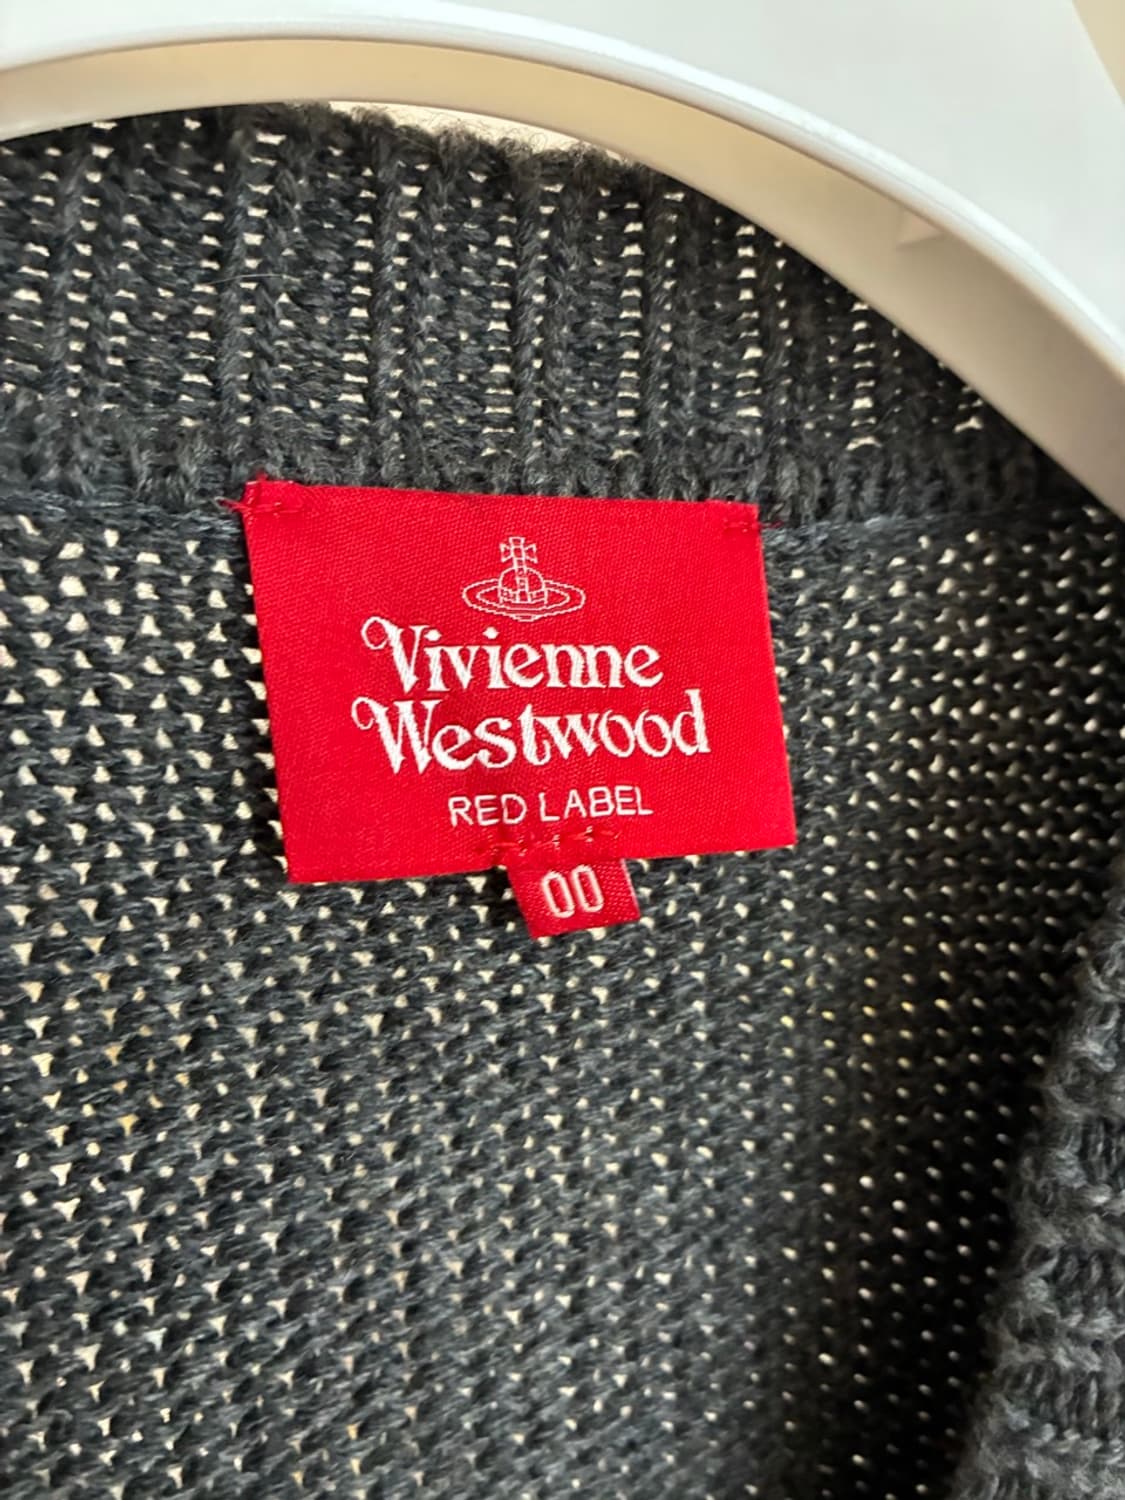 Vivienne
Westwood
RED LABEL
00